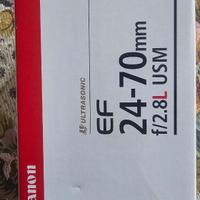 Canon
ULTRASONIC
EF
24-70mm
f/2.8L USM